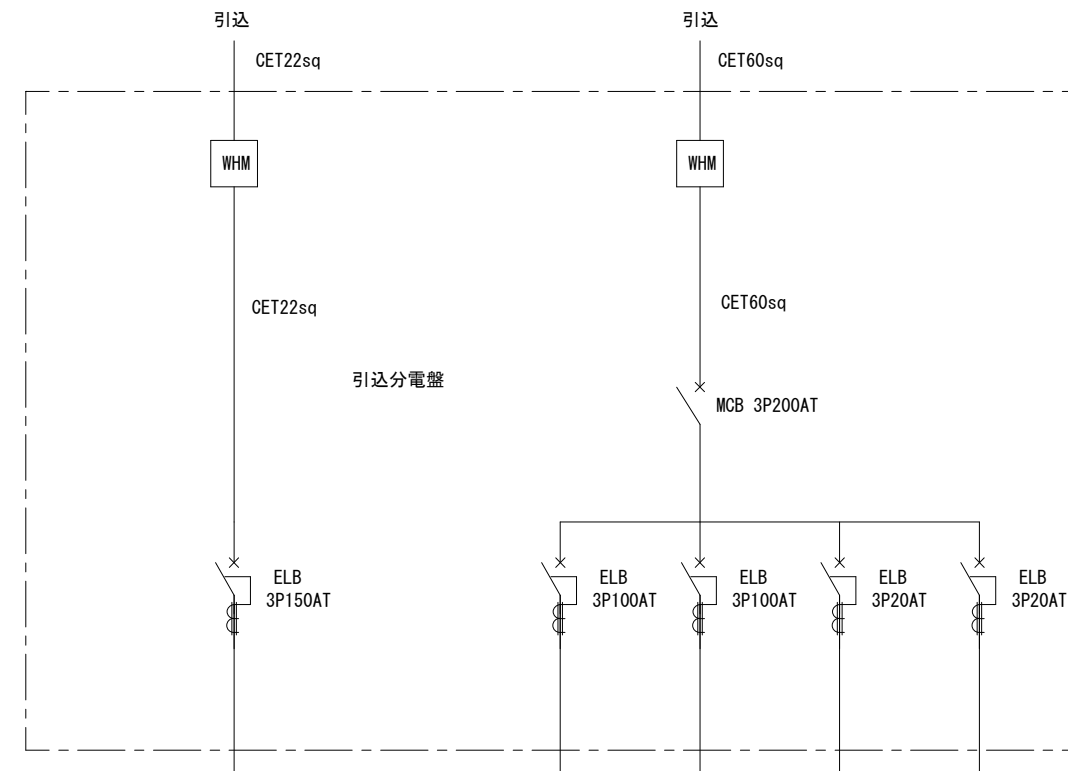 引込
引込
CET22sq
CET60sq
WHM
WHM
CET22sq
CET60sq
引込分電盤
MCB 3P200AT
ELB
3P150AT
ELB
3P100AT
ELB
3P100AT
ELB
3P20AT
ELB
3P20AT